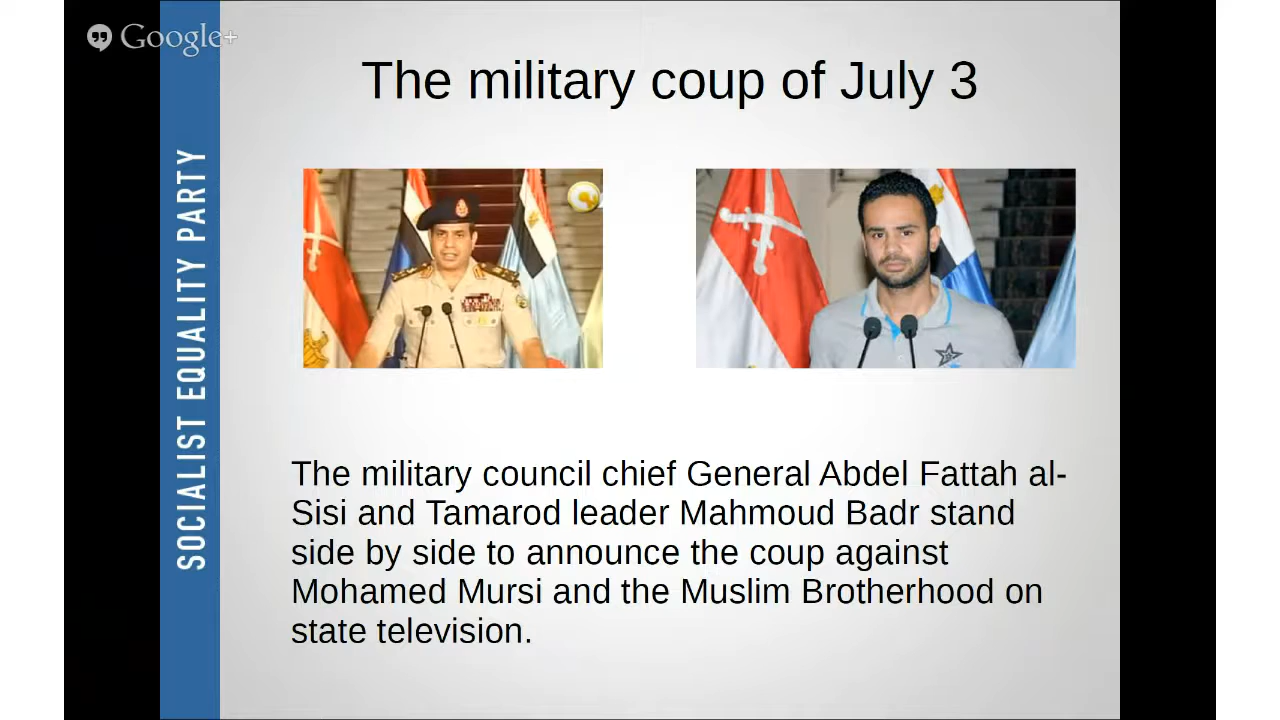 Google+
The military coup of July 3
SOCIALIST EQUALITY PARTY
The military council chief General Abdel Fattah al-
Sisi and Tamarod leader Mahmoud Badr stand
side by side to announce the coup against
Mohamed Mursi and the Muslim Brotherhood on
state television.